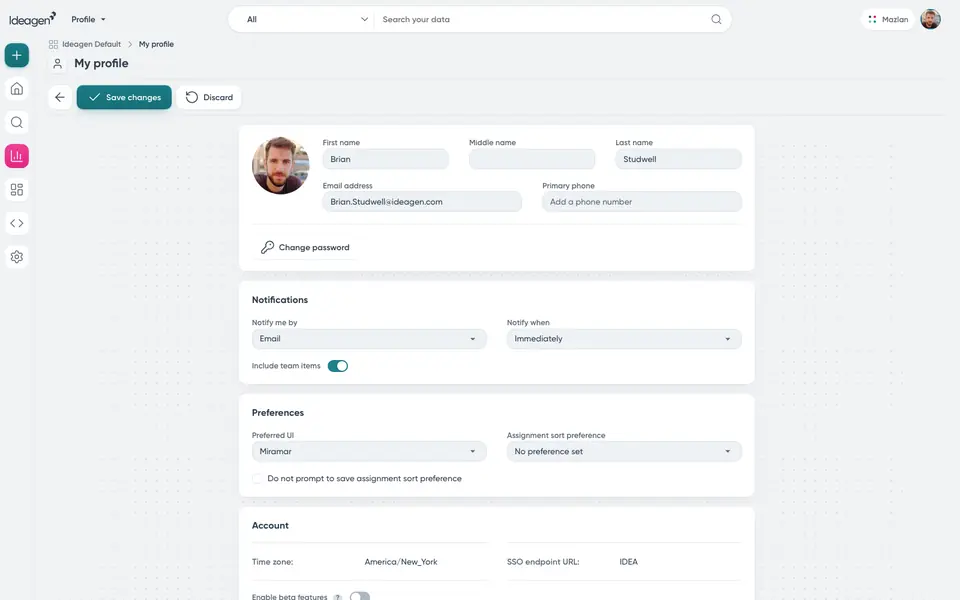 Ideagen
Profile
All
Search your data
Mazlan
Ideagen Default > My profile
My profile
Save changes
Discard
First name
Middle name
Last name
Brian
Studwell
Email address
Primary phone
Brian.Studwell@ideagen.com
Add a phone number
Change password
Notifications
Notify me by
Notify when
Email
Immediately
Include team items
Preferences
Preferred UI
Assignment sort preference
Miramar
No preference set
Do not prompt to save assignment sort preference
Account
Time zone: America/New_York
SSO endpoint URL: IDEA
Enable beta features ?